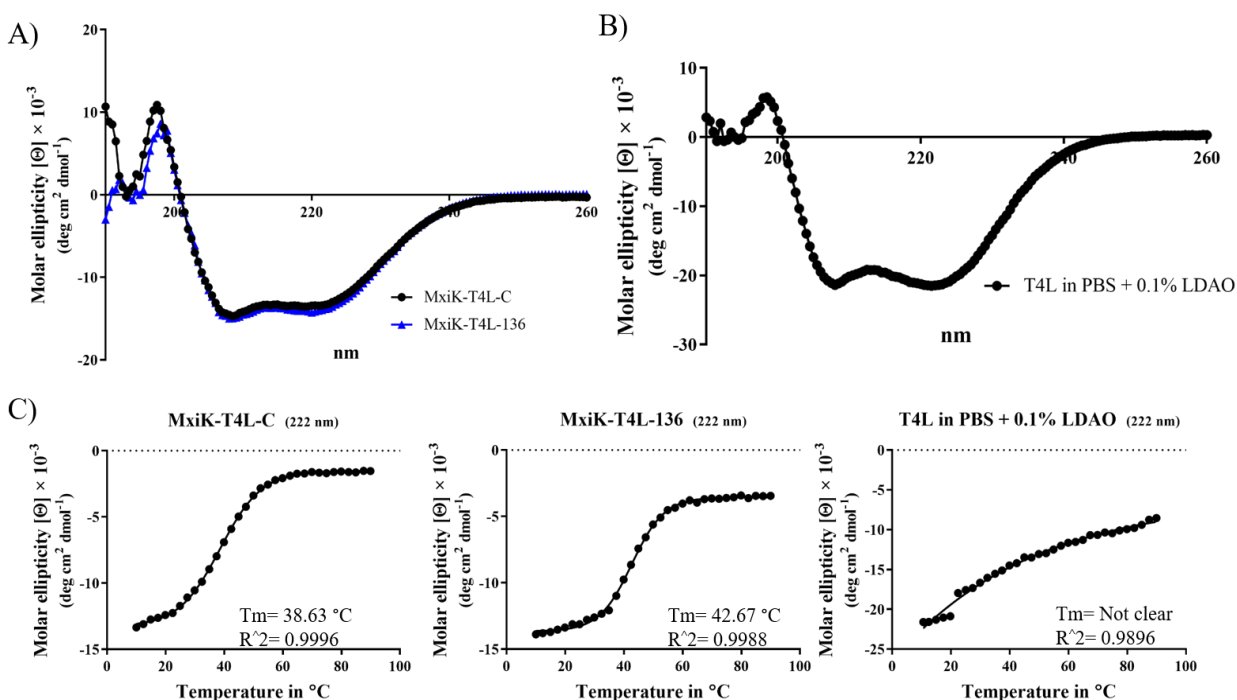 A)
Molar ellipticity [Θ] × 10⁻³
(deg cm² dmol⁻¹)
20
10
0
-10
-20
200
220
240
260
MxiK-T4L-C
MxiK-T4L-136
nm
B)
Molar ellipticity [Θ] × 10⁻³
(deg cm² dmol⁻¹)
10
0
-10
-20
-30
200
220
240
260
T4L in PBS + 0.1% LDAO
nm
C)
MxiK-T4L-C (222 nm)
Molar ellipticity [Θ] × 10⁻³
(deg cm² dmol⁻¹)
0
-5
-10
-15
Tm= 38.63 °C
R^2= 0.9996
0
20
40
60
80
100
Temperature in °C
MxiK-T4L-136 (222 nm)
Molar ellipticity [Θ] × 10⁻³
(deg cm² dmol⁻¹)
0
-5
-10
-15
Tm= 42.67 °C
R^2= 0.9988
0
20
40
60
80
100
Temperature in °C
T4L in PBS + 0.1% LDAO (222 nm)
Molar ellipticity [Θ] × 10⁻³
(deg cm² dmol⁻¹)
0
-5
-10
-15
-20
-25
Tm= Not clear
R^2= 0.9896
0
20
40
60
80
100
Temperature in °C